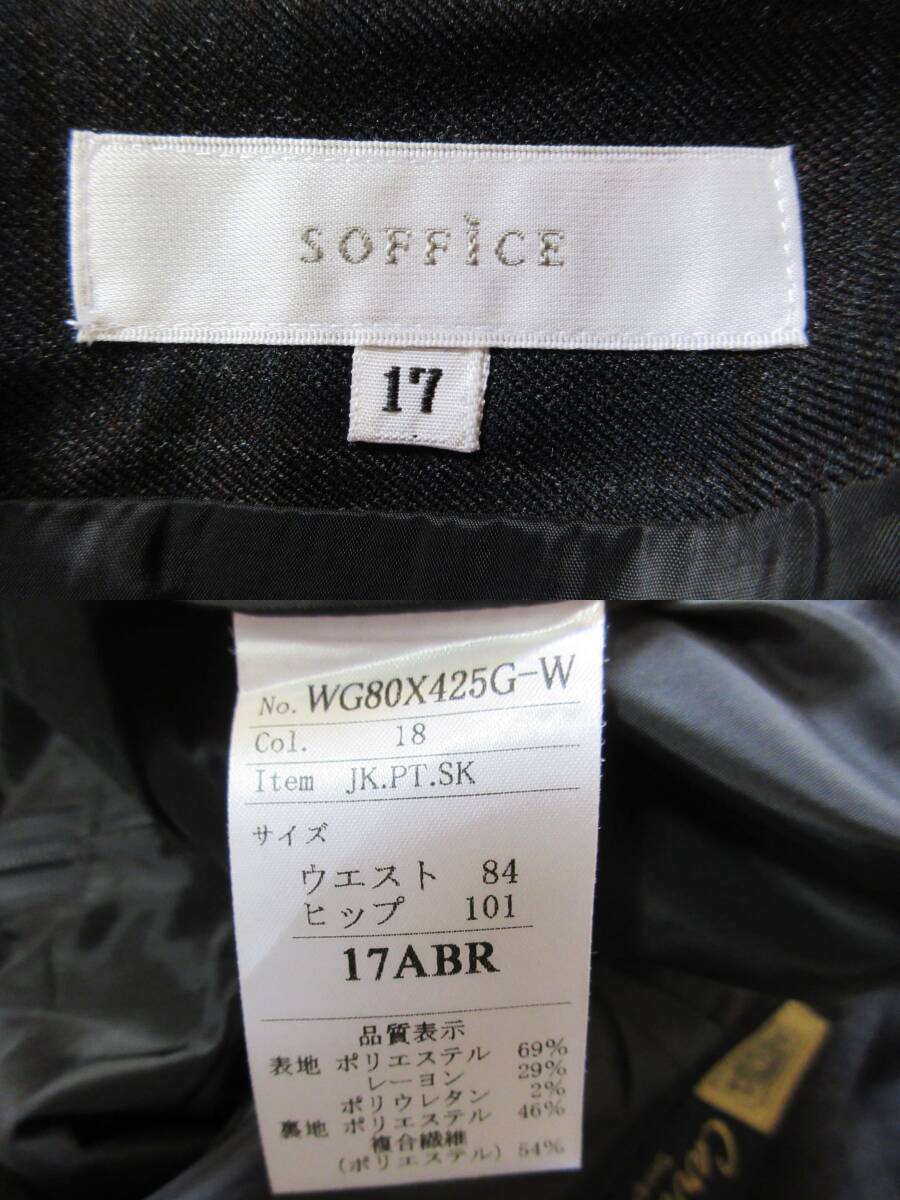 SOFFİCE
17
No. WG80X425G-W
Col. 18
Item JK.PT.SK
サイズ
ウエスト 84
ヒップ 101
17ABR
品質表示
表地 ポリエステル 69%
レーヨン 29%
ポリウレタン 2%
裏地 ポリエステル 46%
複合繊維
(ポリエステル) 54%